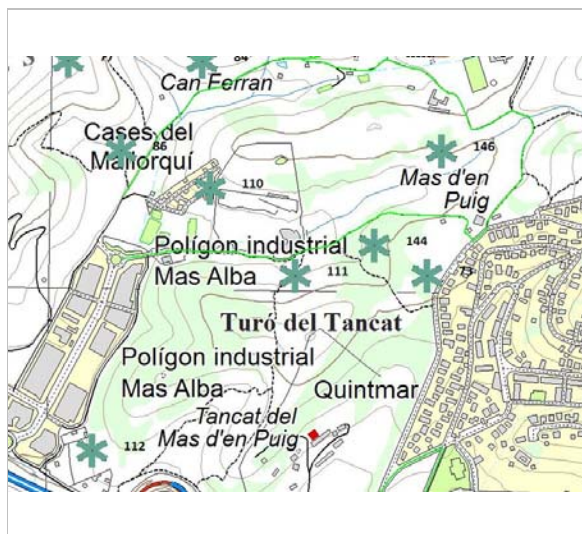 84
Can Ferran
Cases del
Mallorquí
86
146
110
Mas d'en
Puig
Polígon industrial
Mas Alba
144
111
73
Turó del Tancat
Polígon industrial
Mas Alba
Quintmar
Tancat del
Mas d'en Puig
112